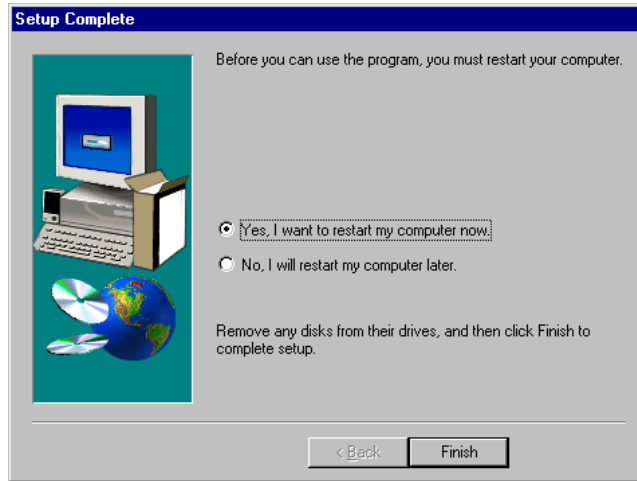 Setup Complete
Before you can use the program, you must restart your computer.
Yes, I want to restart my computer now.
No, I will restart my computer later.
Remove any disks from their drives, and then click Finish to
complete setup.
< Back
Finish